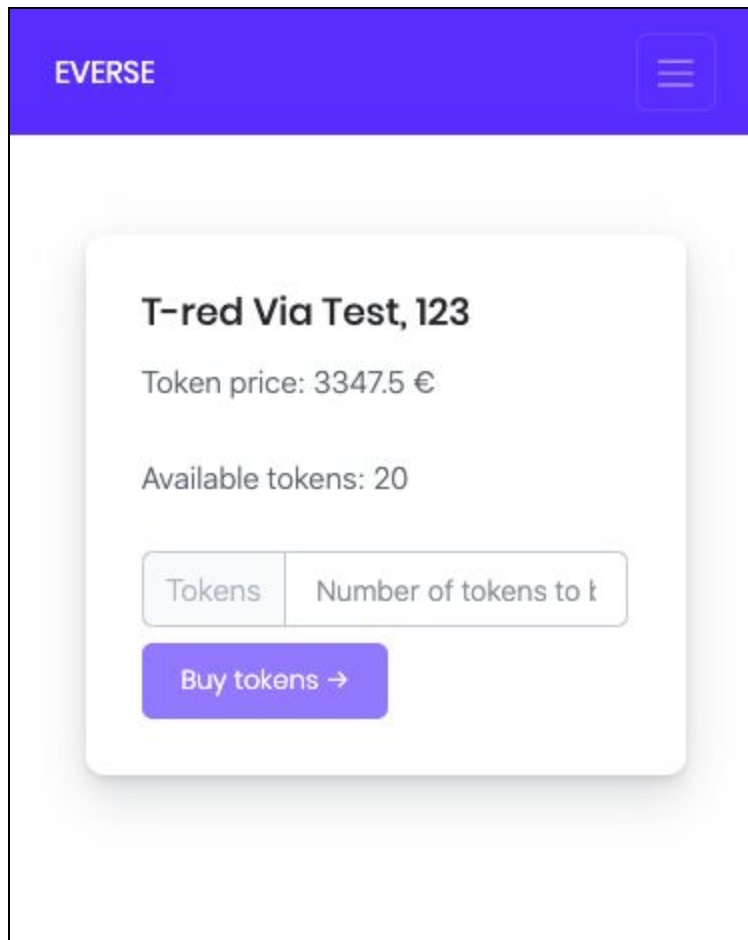 EVERSE
T-red Via Test, 123
Token price: 3347.5 €
Available tokens: 20
Tokens Number of tokens to
Buy tokens →